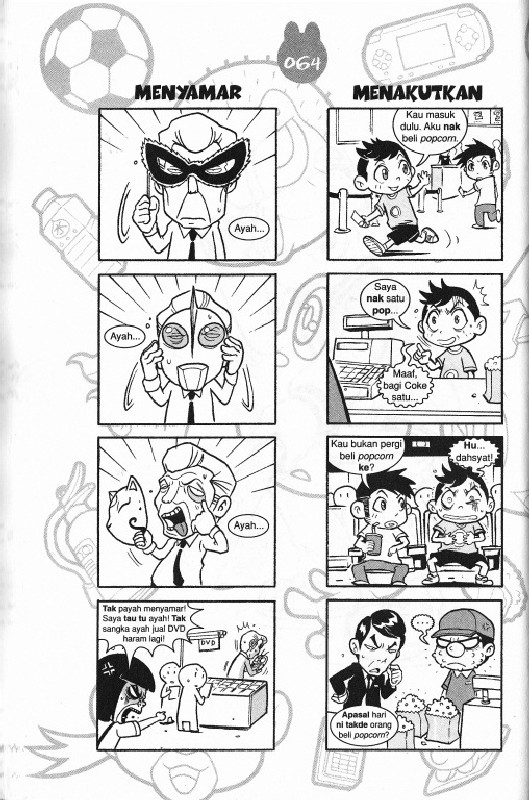 064
MENYAMAR
Ayah...
Ayah...
Ayah...
Tak payah menyamar!
Saya tau tu ayah! Tak
sangka ayah jual DVD
haram lagi!
DVD
MENAKUTKAN
Kau masuk
dulu. Aku nak
beli popcorn.
Saya
nak satu
pop...
Maaf,
bagi Coke
satu...
Kau bukan pergi
beli popcorn
ke?
Hu...
dahsyat!
...
Apasal hari
ni takde orang
beli popcorn?